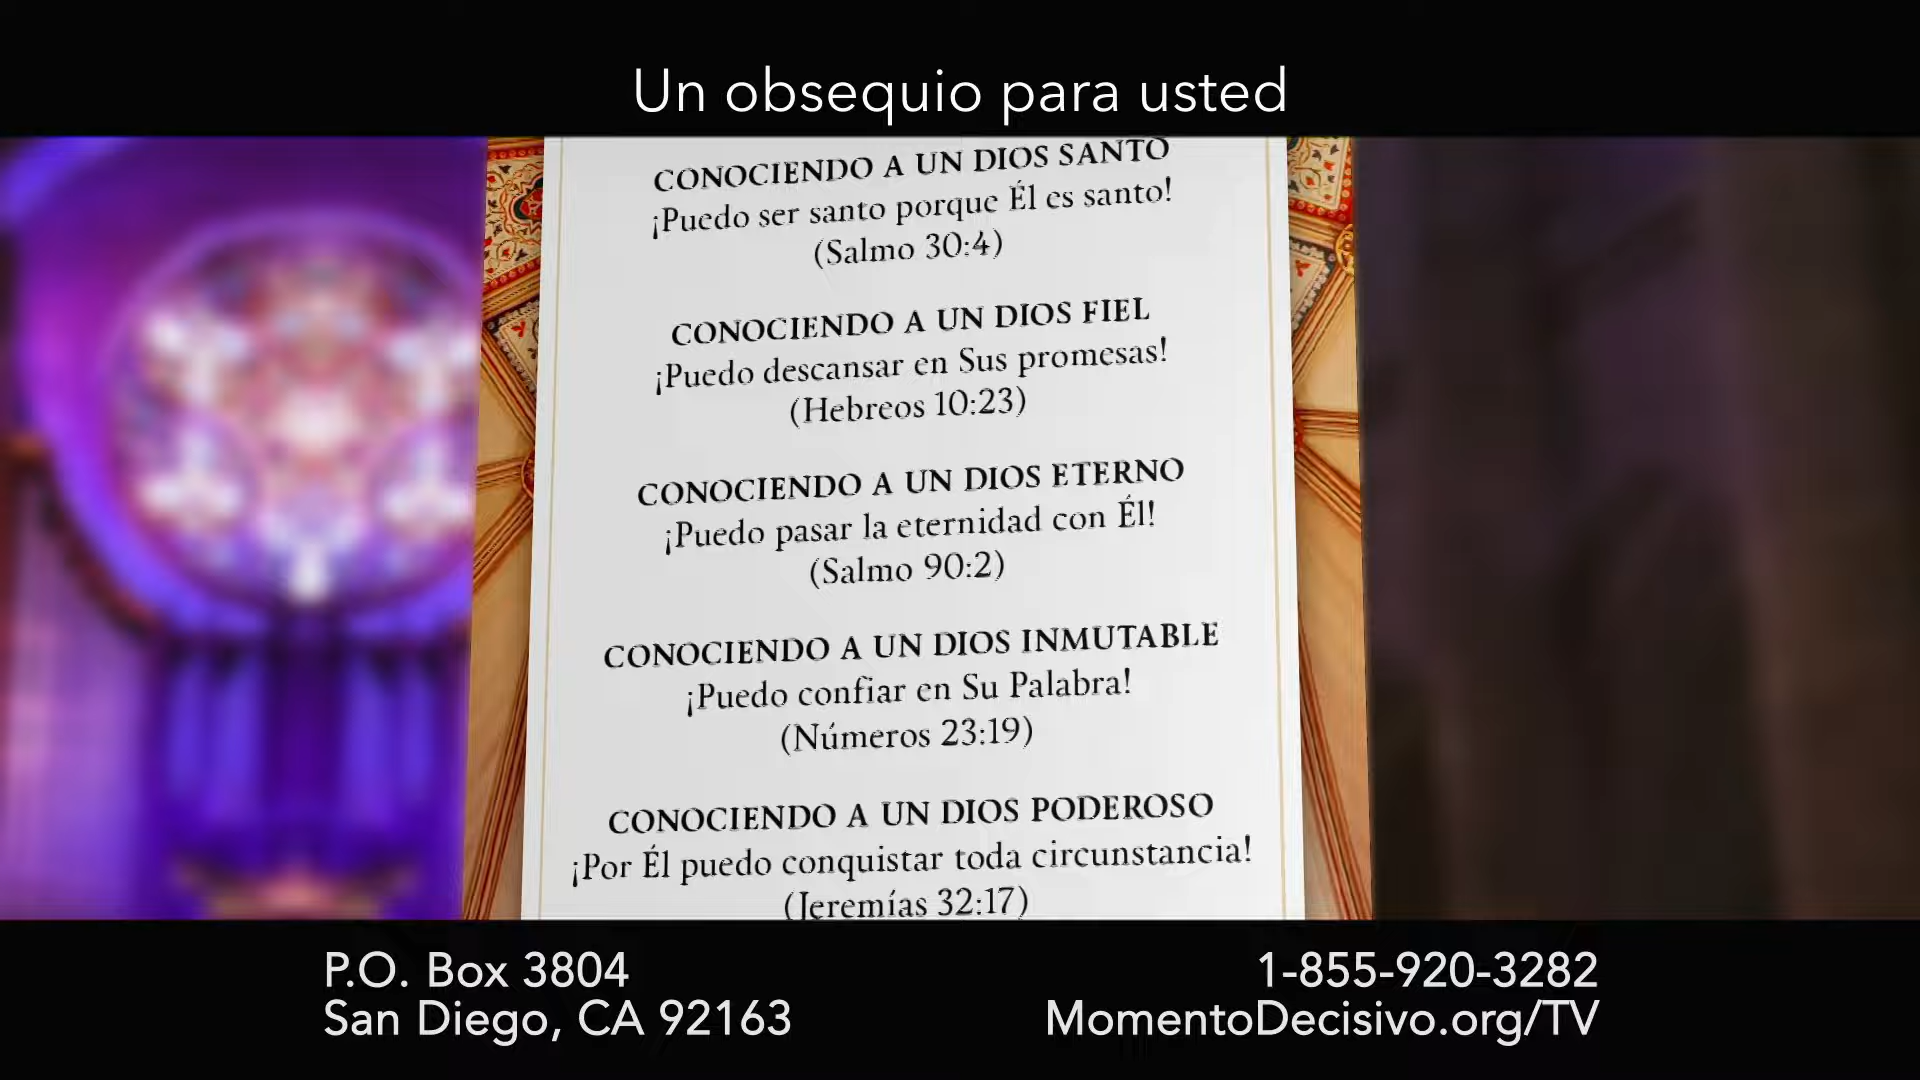 Un obsequio para usted
CONOCIENDO A UN DIOS SANTO
¡Puedo ser santo porque Él es santo!
(Salmo 30:4)
CONOCIENDO A UN DIOS FIEL
¡Puedo descansar en Sus promesas!
(Hebreos 10:23)
CONOCIENDO A UN DIOS ETERNO
¡Puedo pasar la eternidad con Él!
(Salmo 90:2)
CONOCIENDO A UN DIOS INMUTABLE
¡Puedo confiar en Su Palabra!
(Números 23:19)
CONOCIENDO A UN DIOS PODEROSO
¡Por Él puedo conquistar toda circunstancia!
(Jeremías 32:17)
P.O. Box 3804
San Diego, CA 92163
1-855-920-3282
MomentoDecisivo.org/TV